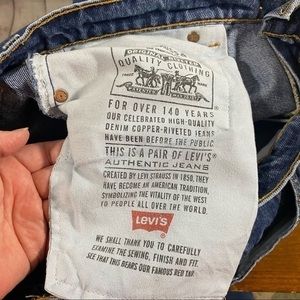 ORIGINAL RIVETED
QUALITY CLOTHING
TRADE MARK
FOR OVER 140 YEARS
OUR CELEBRATED HIGH-QUALITY
DENIM COPPER-RIVETED JEANS
HAVE BEEN BEFORE THE PUBLIC
THIS IS A PAIR OF LEVI'S®
AUTHENTIC JEANS
CREATED BY LEVI STRAUSS IN 1850, THEY
HAVE BECOME AN AMERICAN TRADITION,
SYMBOLIZING THE VITALITY OF THE WEST
TO PEOPLE ALL OVER THE WORLD.
Levi's
WE SHALL THANK YOU TO CAREFULLY
EXAMINE THE SEWING, FINISH AND FIT
SEE THAT THIS BEARS OUR FAMOUS RED TAB.